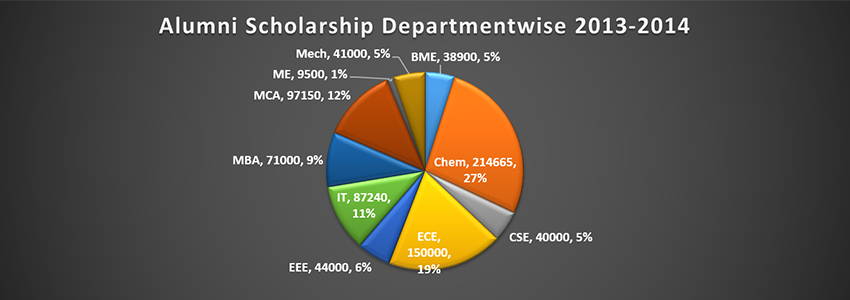 Alumni Scholarship Departmentwise 2013-2014
Mech, 41000, 5%
BME, 38900, 5%
ME, 9500, 1%
MCA, 97150, 12%
Chem, 214665,
27%
MBA, 71000, 9%
IT, 87240,
11%
CSE, 40000, 5%
ECE,
150000,
19%
EEE, 44000, 6%